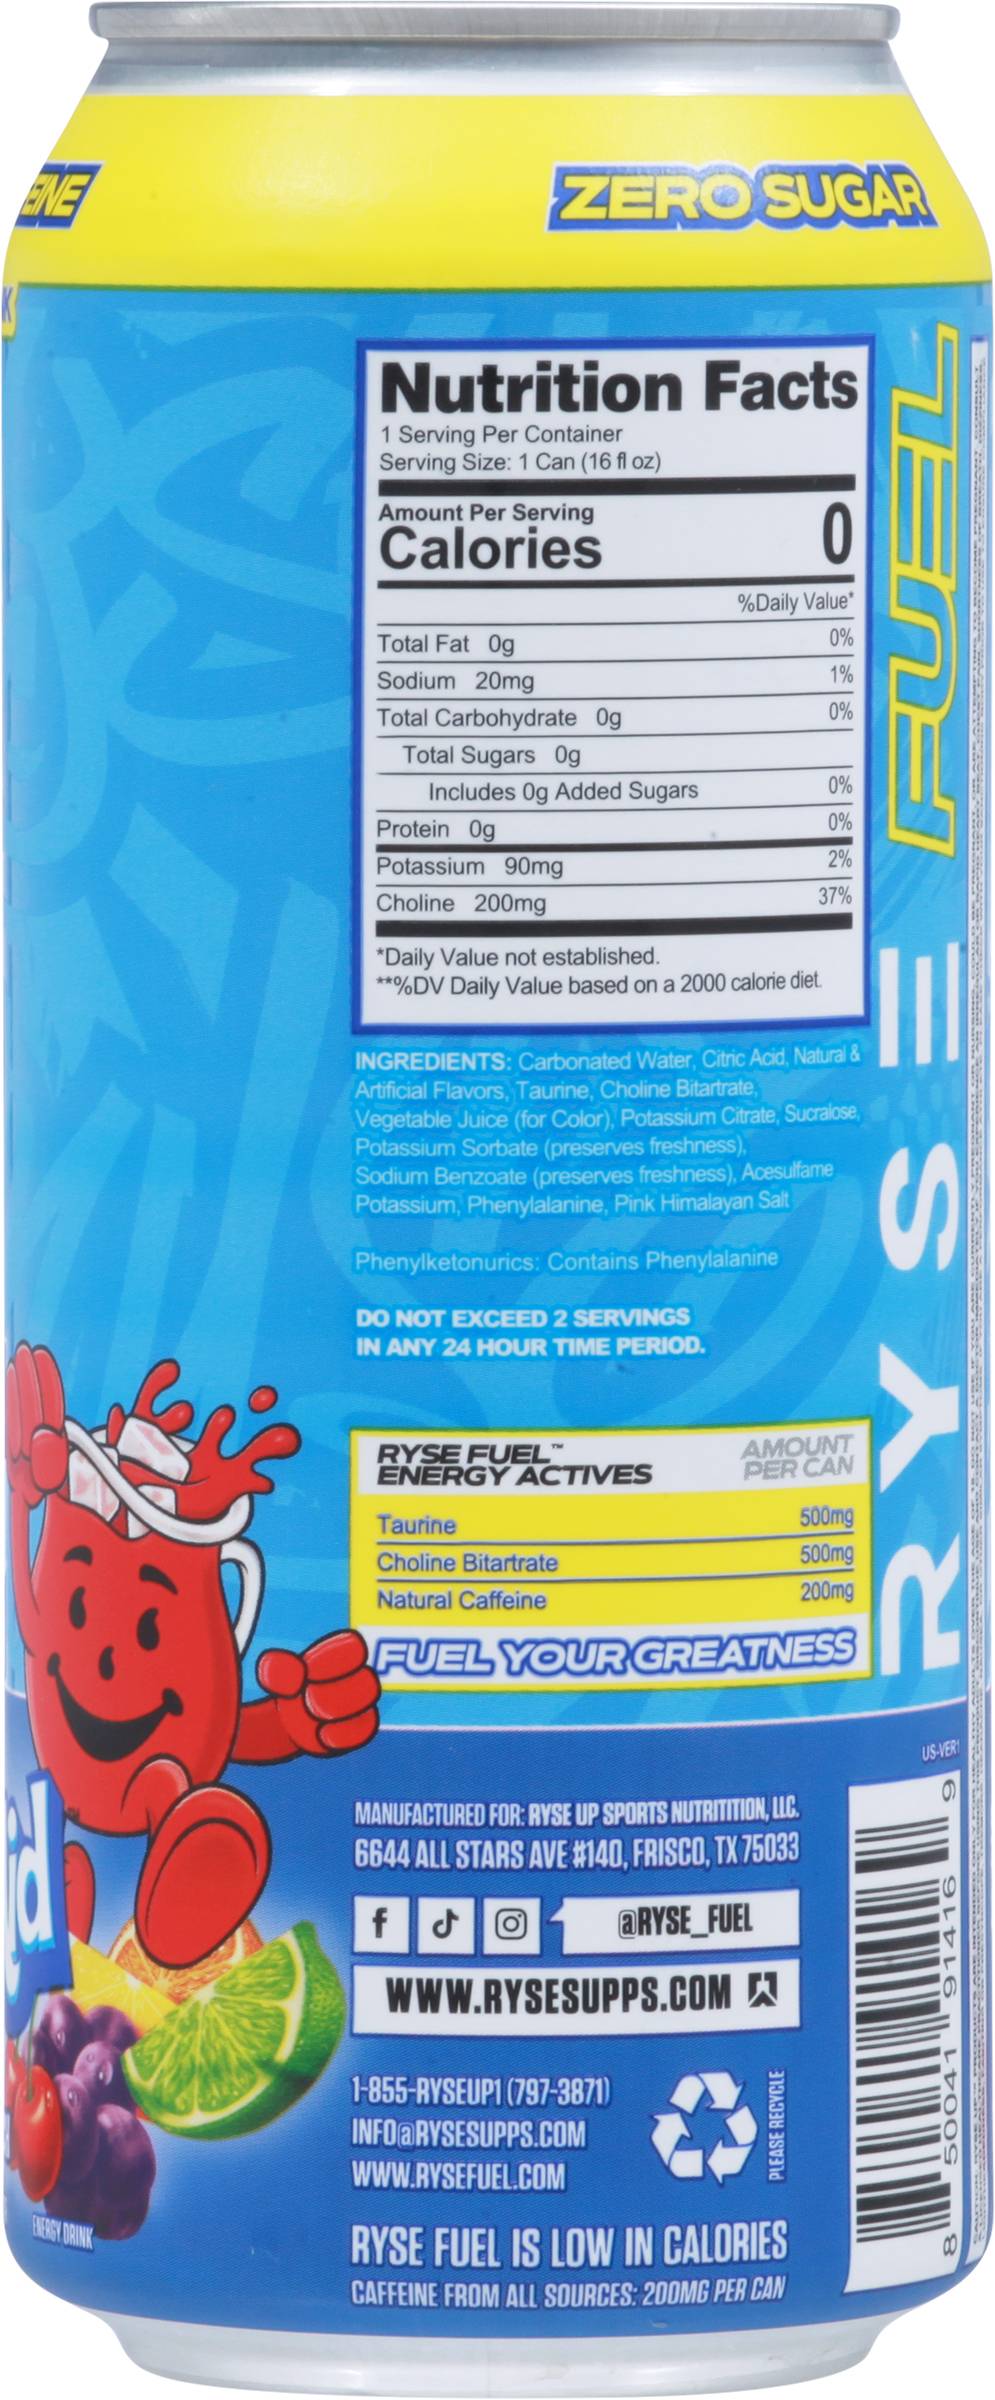 EINE
ZERO SUGAR
K
Nutrition Facts
1 Serving Per Container
Serving Size: 1 Can (16 fl oz)
Amount Per Serving
Calories 0
%Daily Value*
Total Fat 0g 0%
Sodium 20mg 1%
Total Carbohydrate 0g 0%
Total Sugars 0g
Includes 0g Added Sugars 0%
Protein 0g 0%
Potassium 90mg 2%
Choline 200mg 37%
*Daily Value not established.
**%DV Daily Value based on a 2000 calorie diet.
INGREDIENTS: Carbonated Water, Citric Acid, Natural &
Artificial Flavors, Taurine, Choline Bitartrate,
Vegetable Juice (for Color), Potassium Citrate, Sucralose,
Potassium Sorbate (preserves freshness),
Sodium Benzoate (preserves freshness), Acesulfame
Potassium, Phenylalanine, Pink Himalayan Salt
Phenylketonurics: Contains Phenylalanine
DO NOT EXCEED 2 SERVINGS
IN ANY 24 HOUR TIME PERIOD.
RYSE FUEL™
ENERGY ACTIVES
AMOUNT
PER CAN
Taurine 500mg
Choline Bitartrate 500mg
Natural Caffeine 200mg
FUEL YOUR GREATNESS
RYSE FUEL
US-VER1
MANUFACTURED FOR: RYSE UP SPORTS NUTRITITION, LLC.
6644 ALL STARS AVE #140, FRISCO, TX 75033
@RYSE_FUEL
WWW.RYSESUPPS.COM
1-855-RYSEUP1 (797-3871)
INFO@RYSESUPPS.COM
WWW.RYSEFUEL.COM
PLEASE RECYCLE
RYSE FUEL IS LOW IN CALORIES
CAFFEINE FROM ALL SOURCES: 200MG PER CAN
8 50041 91416 9
jd
ENERGY DRINK